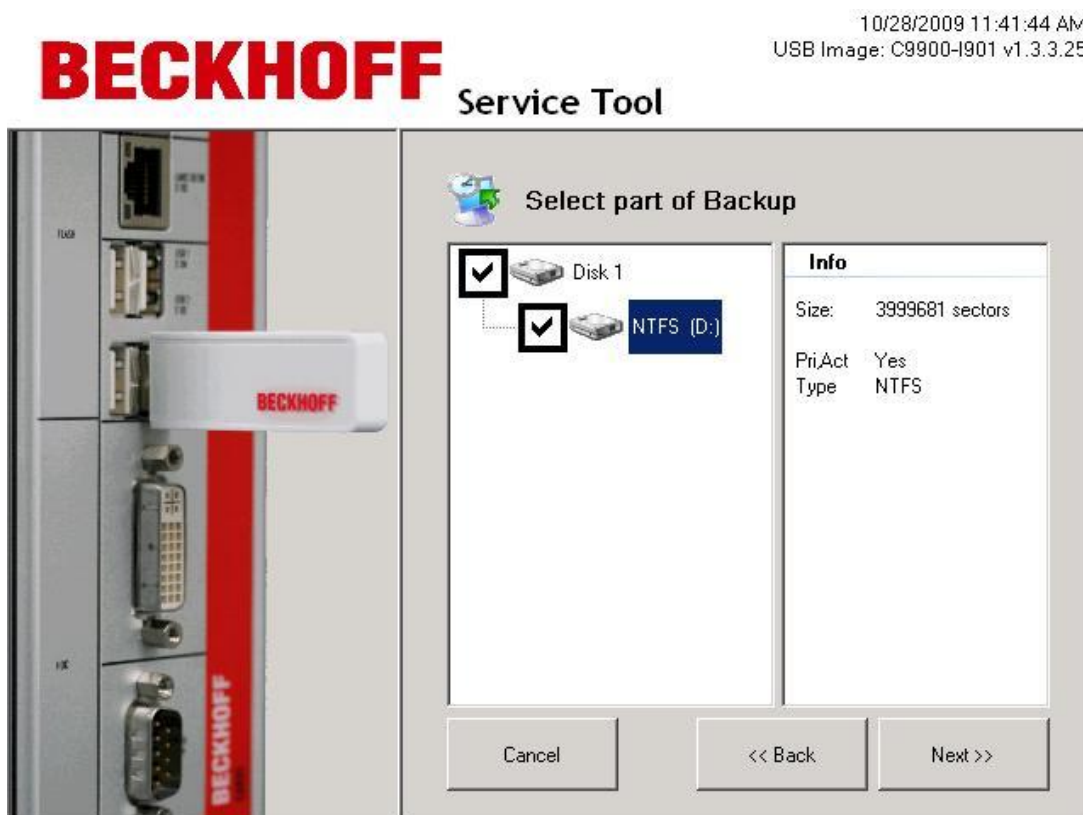 10/28/2009 11:41:44 AM
USB Image: C9900-I901 v1.3.3.25
BECKHOFF
Service Tool
Select part of Backup
Disk 1
NTFS (D:)
Info
Size: 3999681 sectors
Pri,Act Yes
Type NTFS
FLASH
BECKHOFF
BECKHOFF
Cancel
<< Back
Next >>